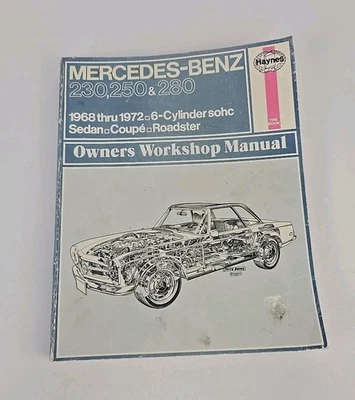 MERCEDES-BENZ
230,250 & 280
Haynes
1968 thru 1972 □ 6-Cylinder sohc
Sedan □ Coupé □ Roadster
Owners Workshop Manual